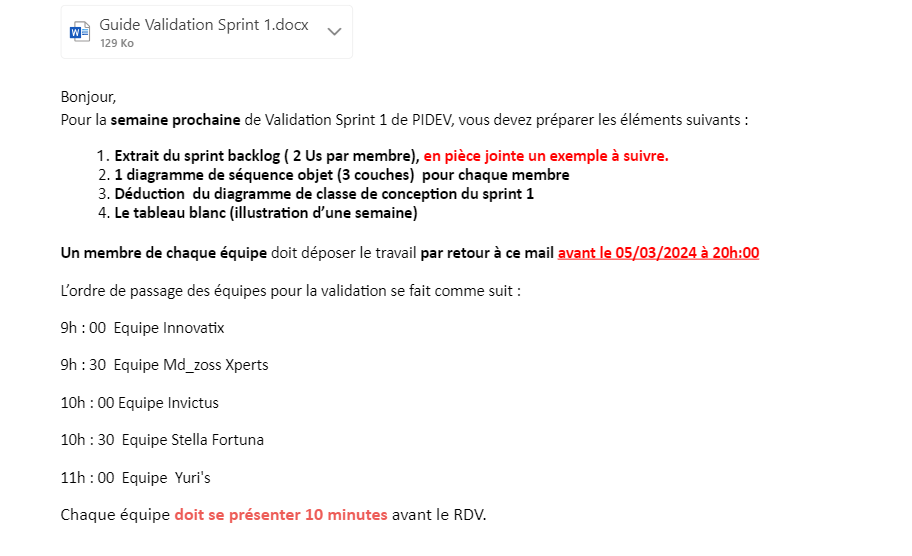 Guide Validation Sprint 1.docx
129 Ko
Bonjour,
Pour la semaine prochaine de Validation Sprint 1 de PIDEV, vous devez préparer les éléments suivants :
1. Extrait du sprint backlog ( 2 Us par membre), en pièce jointe un exemple à suivre.
2. 1 diagramme de séquence objet (3 couches)  pour chaque membre
3. Déduction  du diagramme de classe de conception du sprint 1
4. Le tableau blanc (illustration d’une semaine)
Un membre de chaque équipe doit déposer le travail par retour à ce mail avant le 05/03/2024 à 20h:00
L’ordre de passage des équipes pour la validation se fait comme suit :
9h : 00  Equipe Innovatix
9h : 30  Equipe Md_zoss Xperts
10h : 00 Equipe Invictus
10h : 30  Equipe Stella Fortuna
11h : 00  Equipe  Yuri's
Chaque équipe doit se présenter 10 minutes avant le RDV.